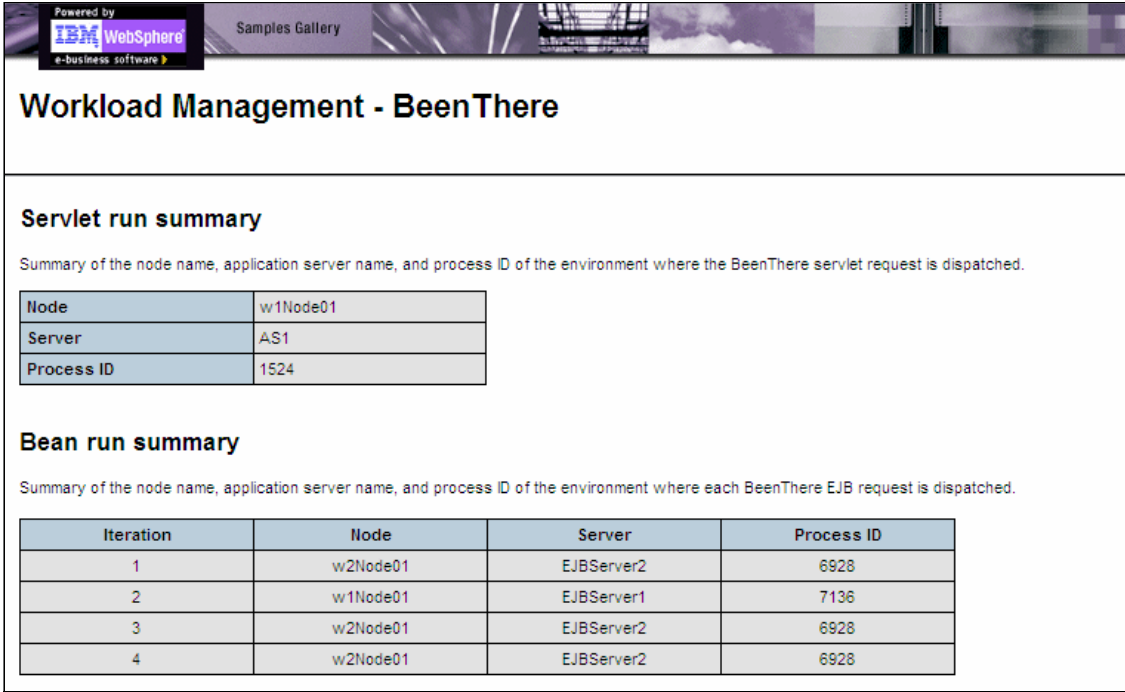 Powered by
IBM WebSphere
e-business software
Samples Gallery
Workload Management - BeenThere
Servlet run summary
Summary of the node name, application server name, and process ID of the environment where the BeenThere servlet request is dispatched.
Node w1Node01
Server AS1
Process ID 1524
Bean run summary
Summary of the node name, application server name, and process ID of the environment where each BeenThere EJB request is dispatched.
Iteration Node Server Process ID
1 w2Node01 EJBServer2 6928
2 w1Node01 EJBServer1 7136
3 w2Node01 EJBServer2 6928
4 w2Node01 EJBServer2 6928